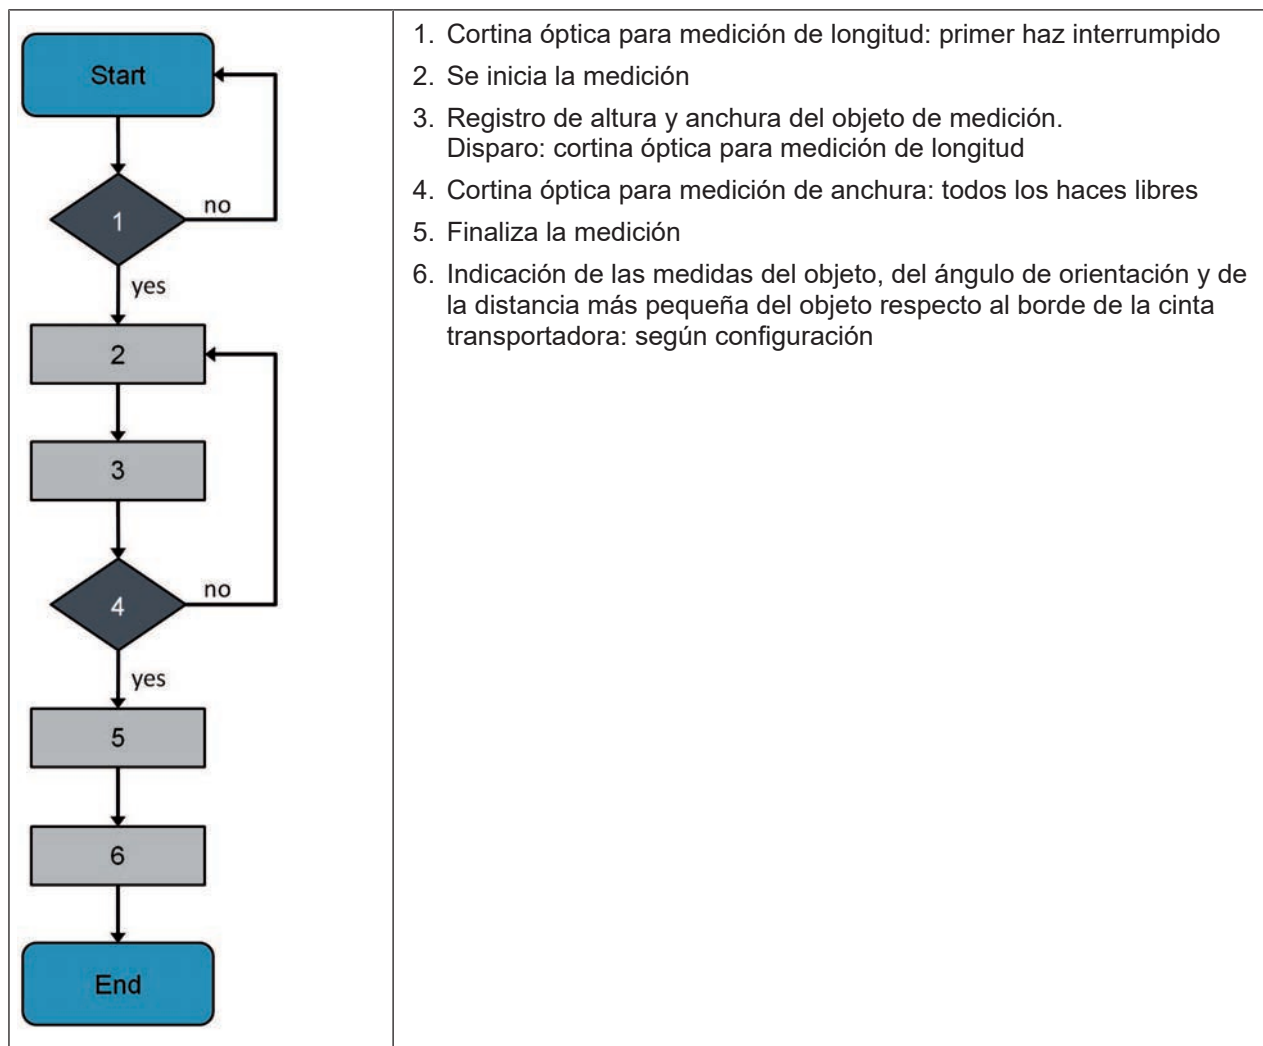 Start
1
no
yes
2
3
4
no
yes
5
6
End
1. Cortina óptica para medición de longitud: primer haz interrumpido
2. Se inicia la medición
3. Registro de altura y anchura del objeto de medición.
Disparo: cortina óptica para medición de longitud
4. Cortina óptica para medición de anchura: todos los haces libres
5. Finaliza la medición
6. Indicación de las medidas del objeto, del ángulo de orientación y de
la distancia más pequeña del objeto respecto al borde de la cinta
transportadora: según configuración